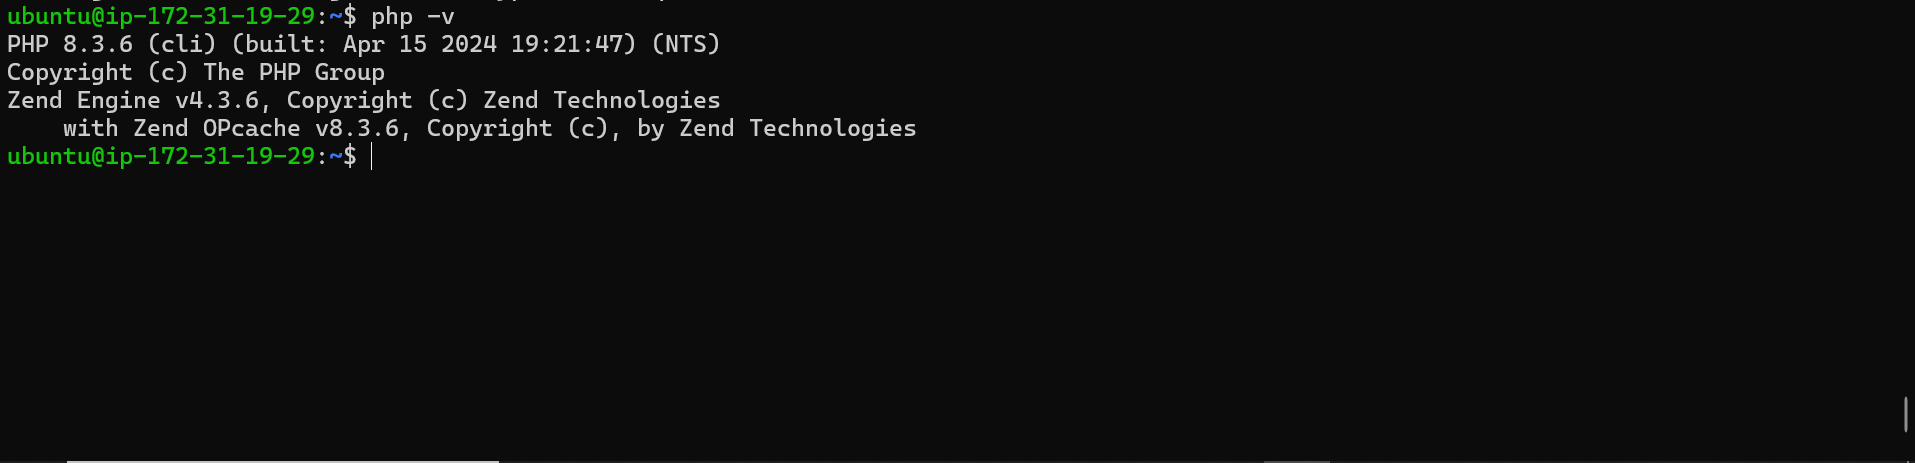 ubuntu@ip-172-31-19-29:~$ php -v
PHP 8.3.6 (cli) (built: Apr 15 2024 19:21:47) (NTS)
Copyright (c) The PHP Group
Zend Engine v4.3.6, Copyright (c) Zend Technologies
    with Zend OPcache v8.3.6, Copyright (c), by Zend Technologies
ubuntu@ip-172-31-19-29:~$